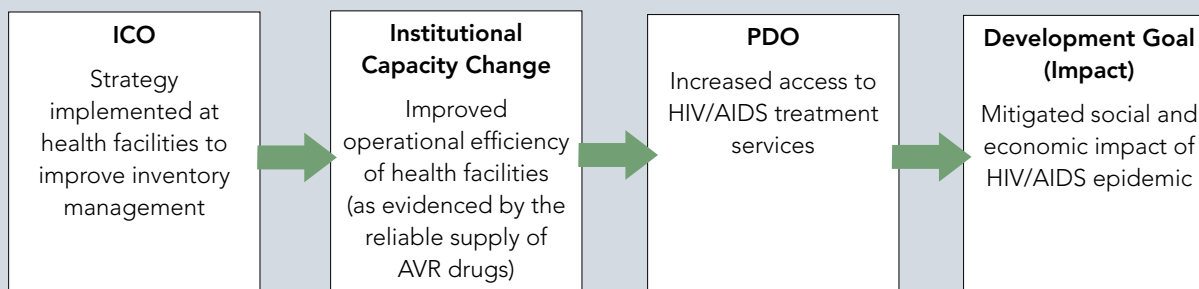 ICO
Strategy
implemented at
health facilities to
improve inventory
management
Institutional
Capacity Change
Improved
operational efficiency
of health facilities
(as evidenced by the
reliable supply of
AVR drugs)
PDO
Increased access to
HIV/AIDS treatment
services
Development Goal
(Impact)
Mitigated social and
economic impact of
HIV/AIDS epidemic